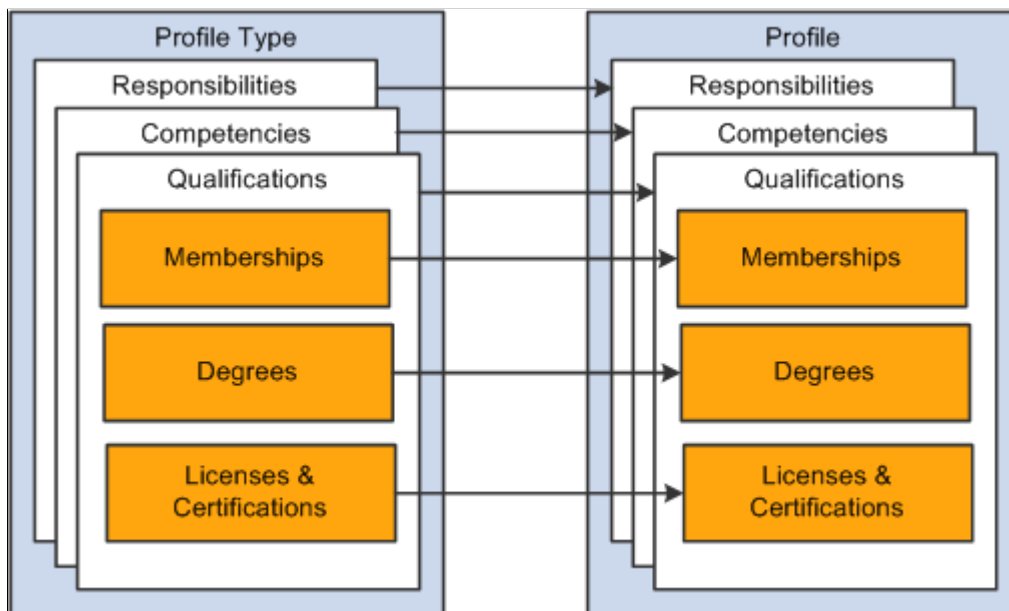 Profile Type
Responsibilities
Competencies
Qualifications
Memberships
Degrees
Licenses &
Certifications
Profile
Responsibilities
Competencies
Qualifications
Memberships
Degrees
Licenses &
Certifications